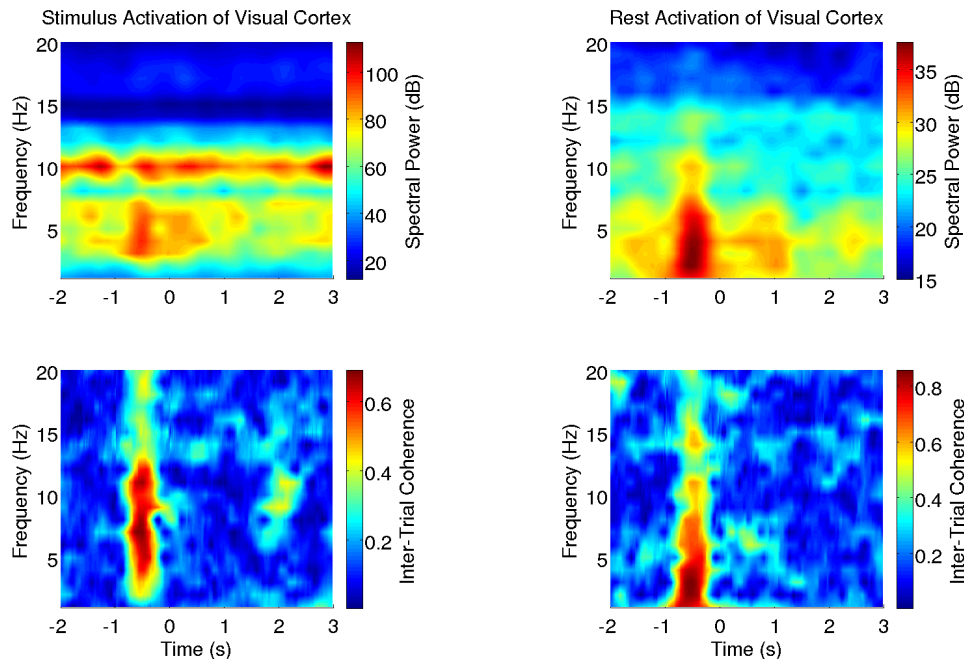 Stimulus Activation of Visual Cortex
20
15
10
5
Frequency (Hz)
-2 -1 0 1 2 3
100
80
60
40
20
Spectral Power (dB)
Rest Activation of Visual Cortex
20
15
10
5
Frequency (Hz)
-2 -1 0 1 2 3
35
30
25
20
15
Spectral Power (dB)
20
15
10
5
Frequency (Hz)
-2 -1 0 1 2 3
Time (s)
0.6
0.4
0.2
Inter-Trial Coherence
20
15
10
5
Frequency (Hz)
-2 -1 0 1 2 3
Time (s)
0.8
0.6
0.4
0.2
Inter-Trial Coherence